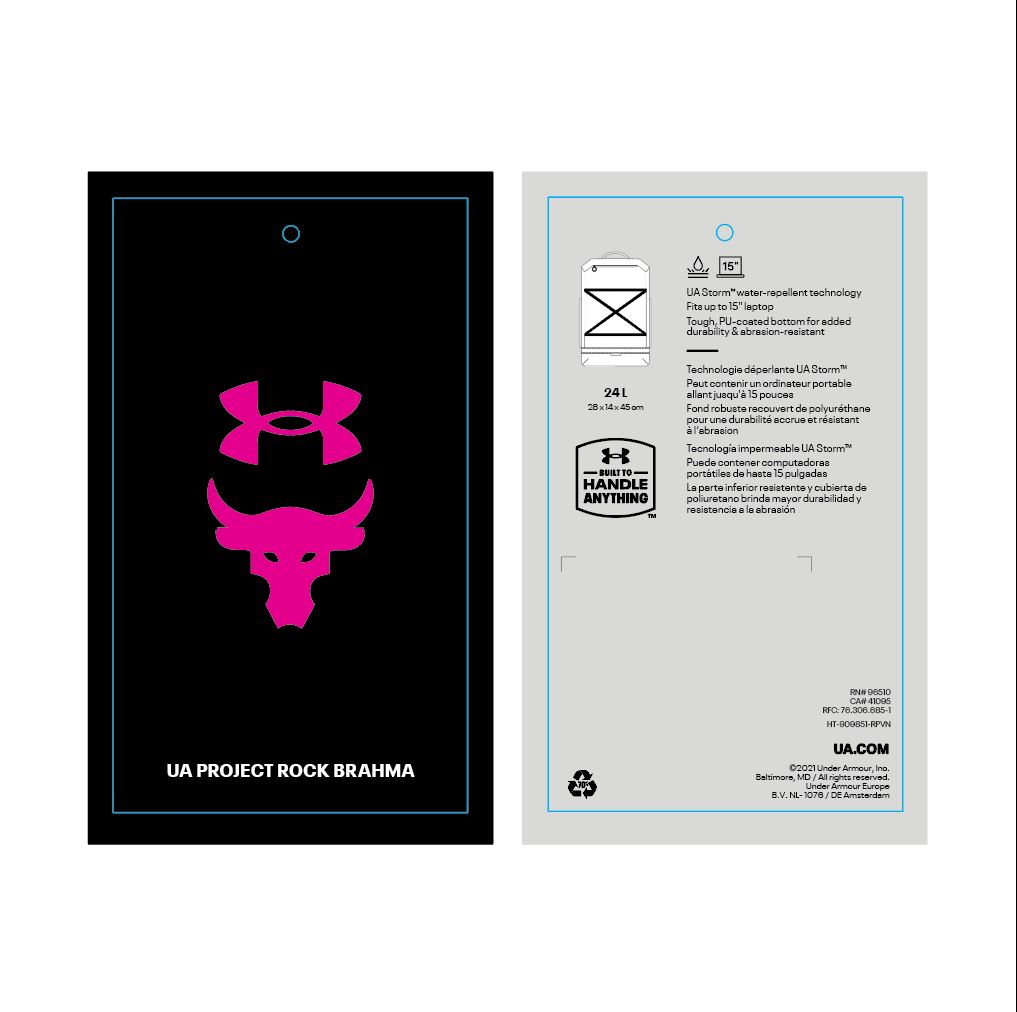 UA PROJECT ROCK BRAHMA
15"
UA Storm™ water-repellent technology
Fits up to 15" laptop
Tough, PU-coated bottom for added
durability & abrasion-resistant
Technologie déperlante UA Storm™
Peut contenir un ordinateur portable
allant jusqu'à 15 pouces
Fond robuste recouvert de polyuréthane
pour une durabilité accrue et résistant
à l'abrasion
Tecnología impermeable UA Storm™
Puede contener computadoras
portátiles de hasta 15 pulgadas
La parte inferior resistente y cubierta de
poliuretano brinda mayor durabilidad y
resistencia a la abrasión
24 L
28 x 14 x 45 cm
BUILT TO
HANDLE
ANYTHING
™
RN# 96510
CA# 41095
RFC: 76.306.685-1
HT-909851-RPVN
UA.COM
©2021 Under Armour, Inc.
Baltimore, MD / All rights reserved.
Under Armour Europe
B.V. NL- 1076 / DE Amsterdam